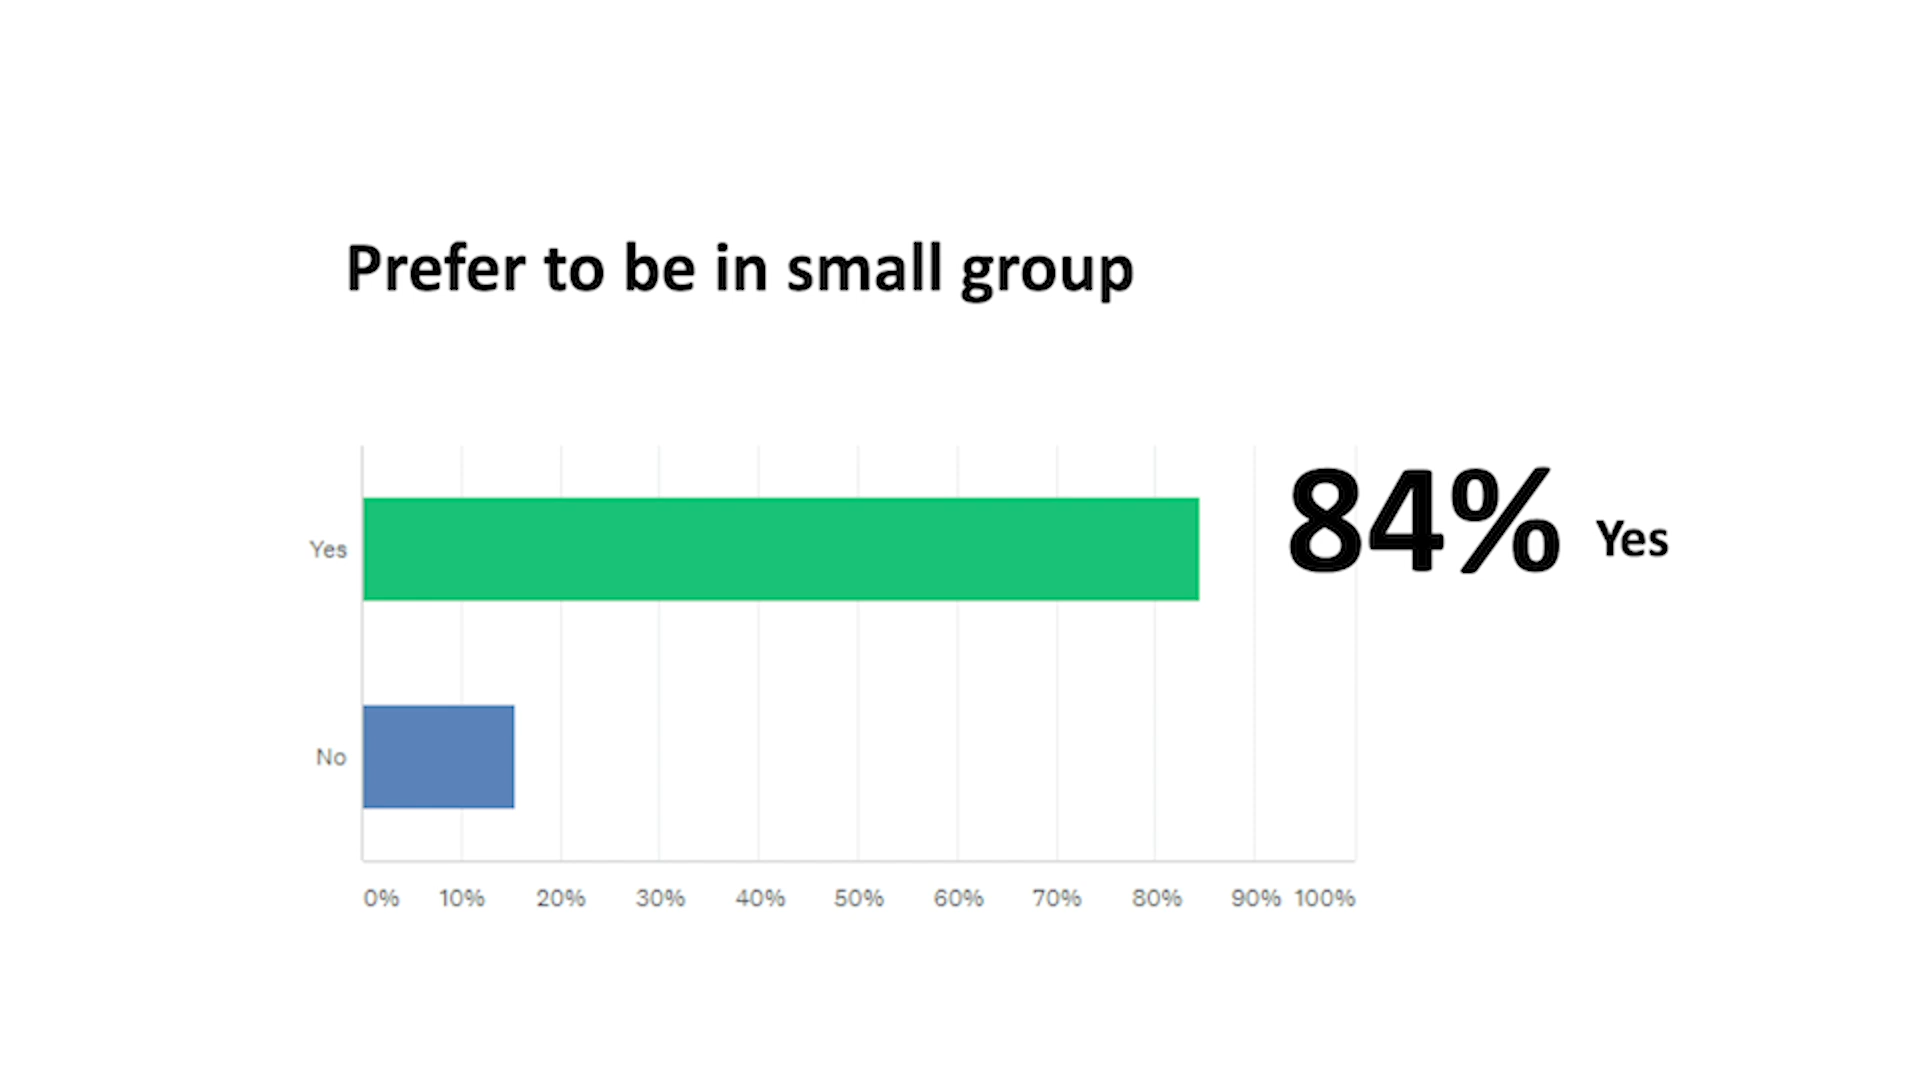 Prefer to be in small group
84% Yes
Yes
No
0% 10% 20% 30% 40% 50% 60% 70% 80% 90% 100%